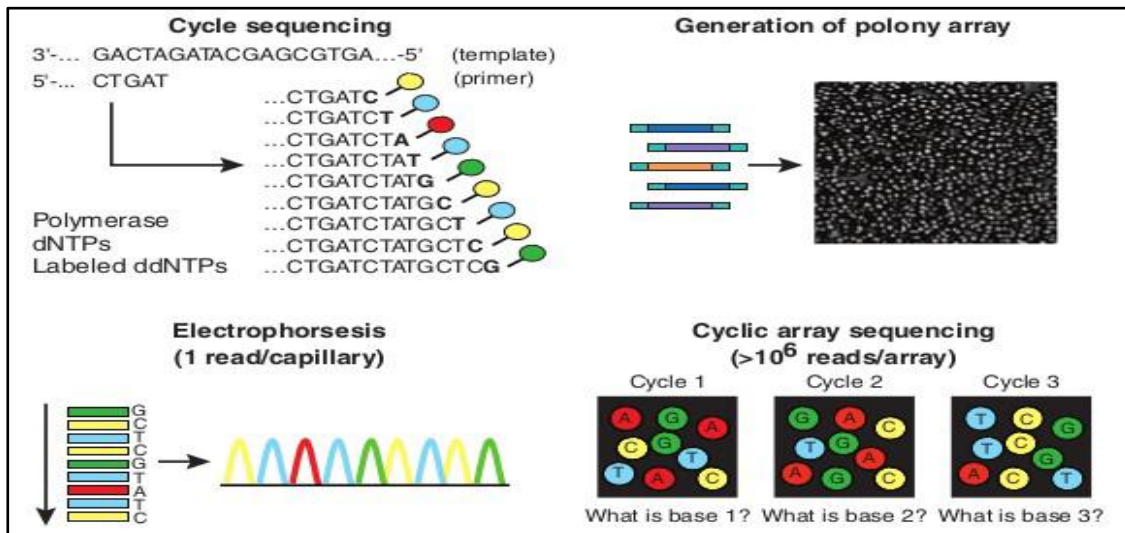 Cycle sequencing
3'-... GACTAGATACGAGCGTGA...-5' (template)
5'-... CTGAT (primer)
...CTGATC
...CTGATCT
...CTGATCTA
...CTGATCTAT
...CTGATCTATG
...CTGATCTATGC
...CTGATCTATGCT
...CTGATCTATGCTC
...CTGATCTATGCTCG
Polymerase
dNTPs
Labeled ddNTPs
Generation of polony array
Electrophorsesis
(1 read/capillary)
G
C
T
C
G
T
A
T
C
Cyclic array sequencing
(>10⁶ reads/array)
Cycle 1 Cycle 2 Cycle 3
A G A
C G
T T
A C
G A C
T G
A
A G C
T C G
T C
G
A C T
What is base 1? What is base 2? What is base 3?